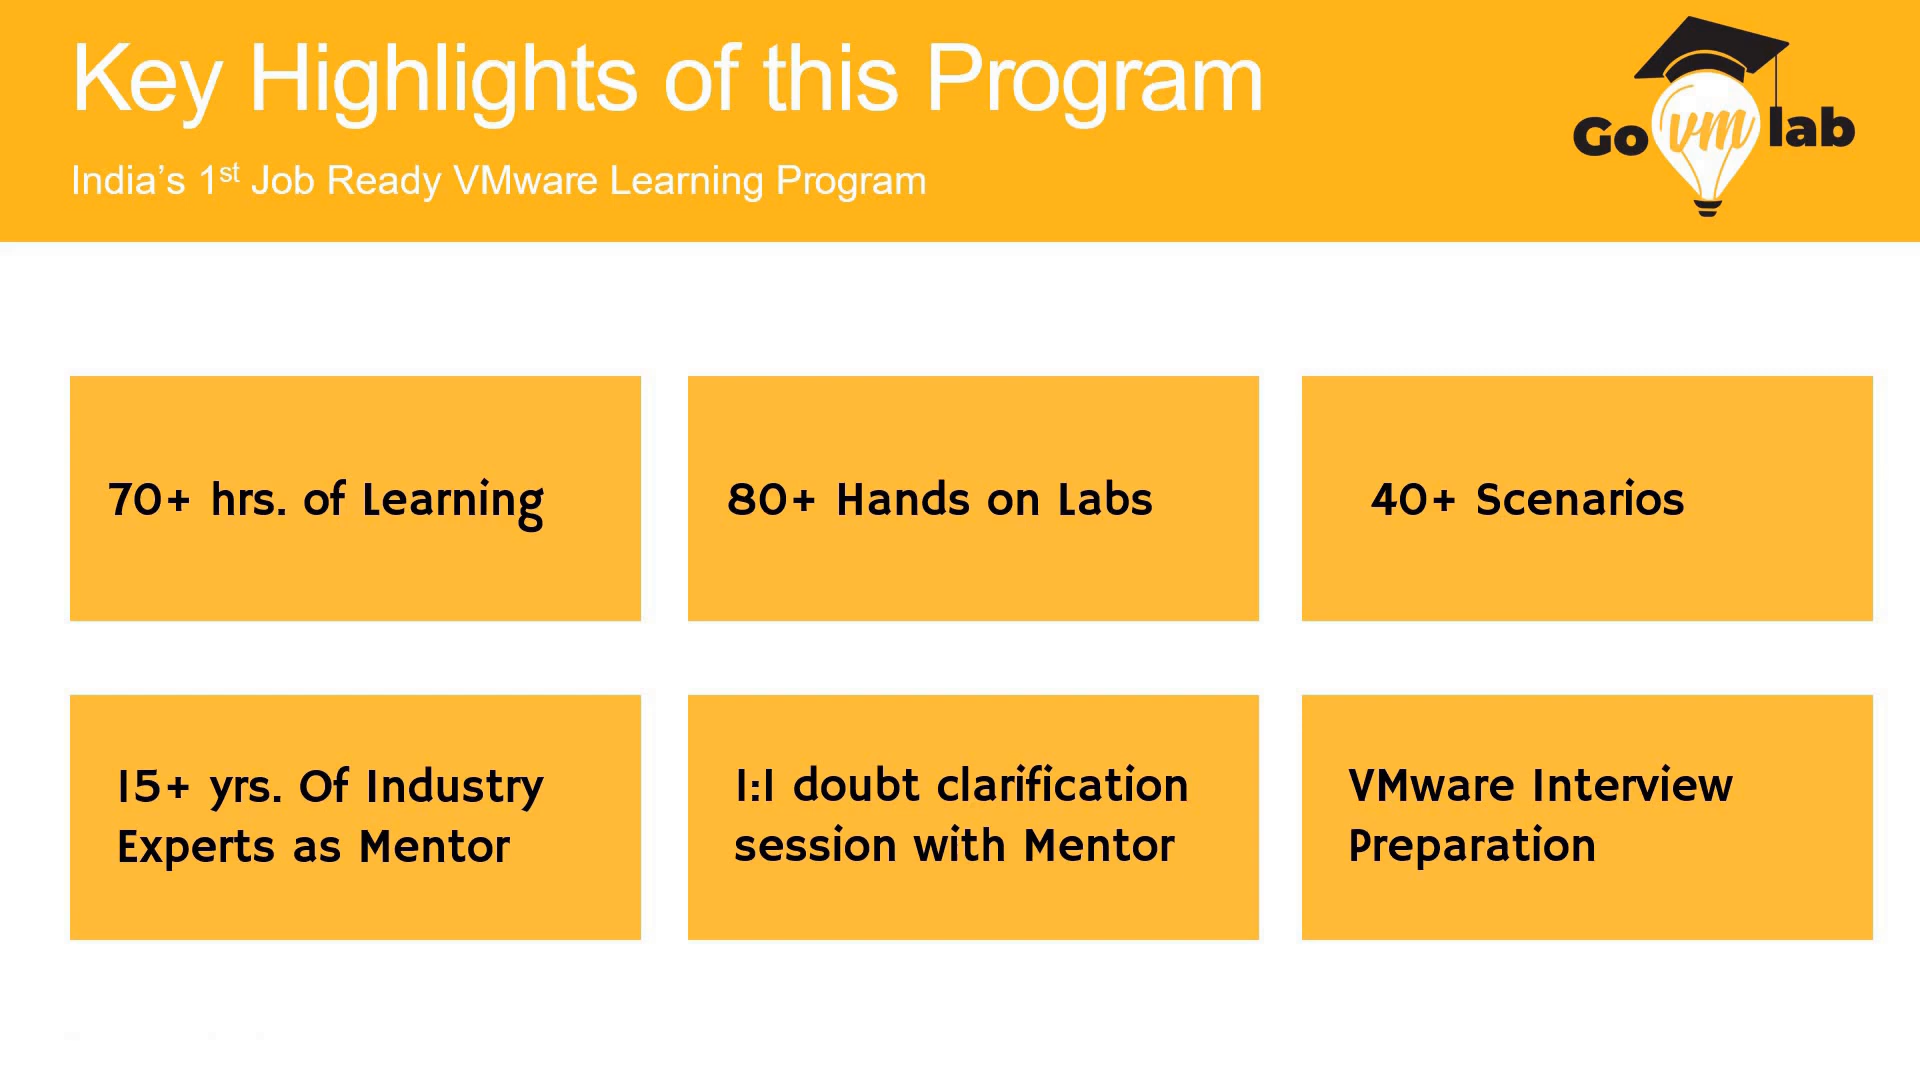 Key Highlights of this Program
India's 1st Job Ready VMware Learning Program
Go vm lab
70+ hrs. of Learning
80+ Hands on Labs
40+ Scenarios
15+ yrs. Of Industry
Experts as Mentor
1:1 doubt clarification
session with Mentor
VMware Interview
Preparation